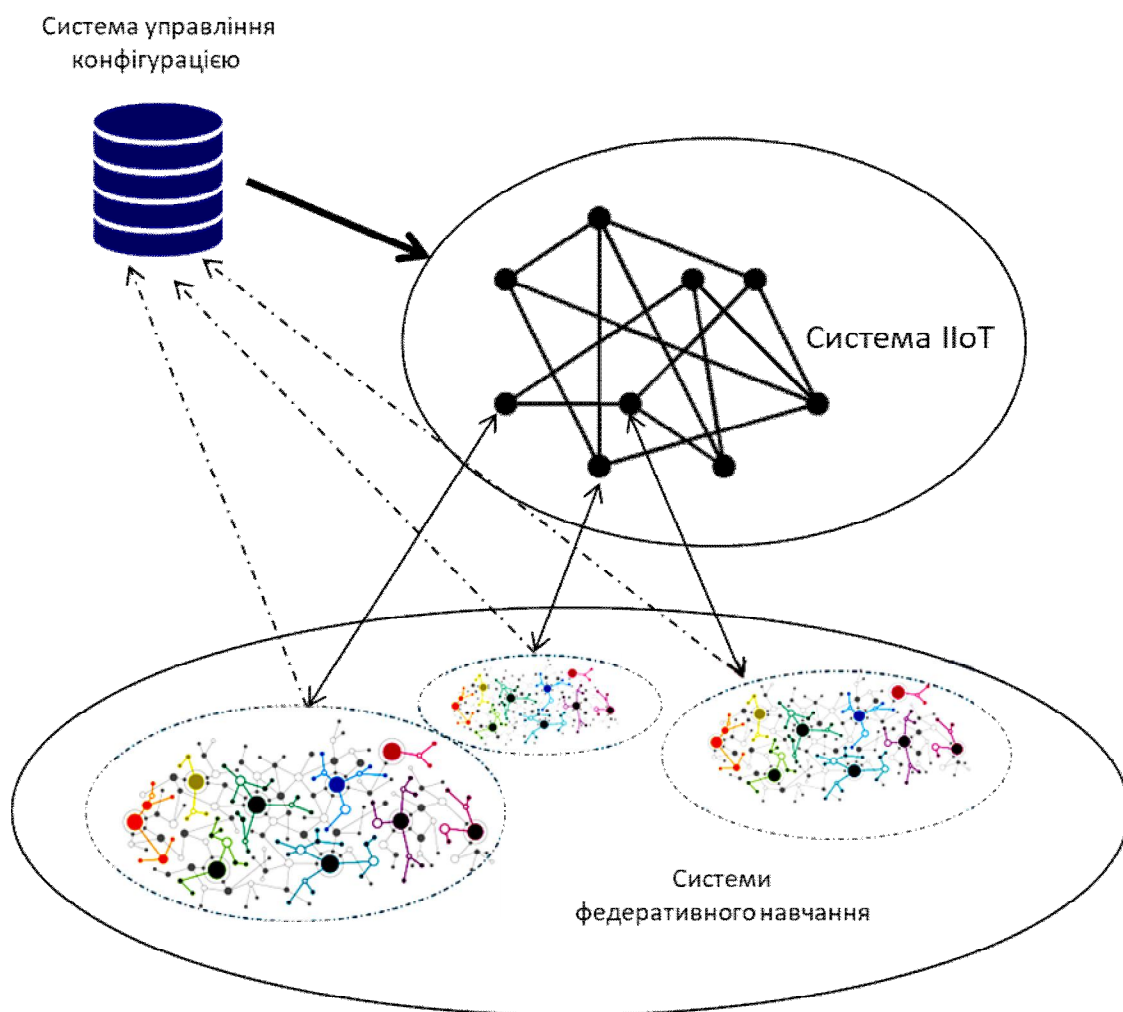 Система управління
конфігурацією
Система IIoT
Системи
федеративного навчання